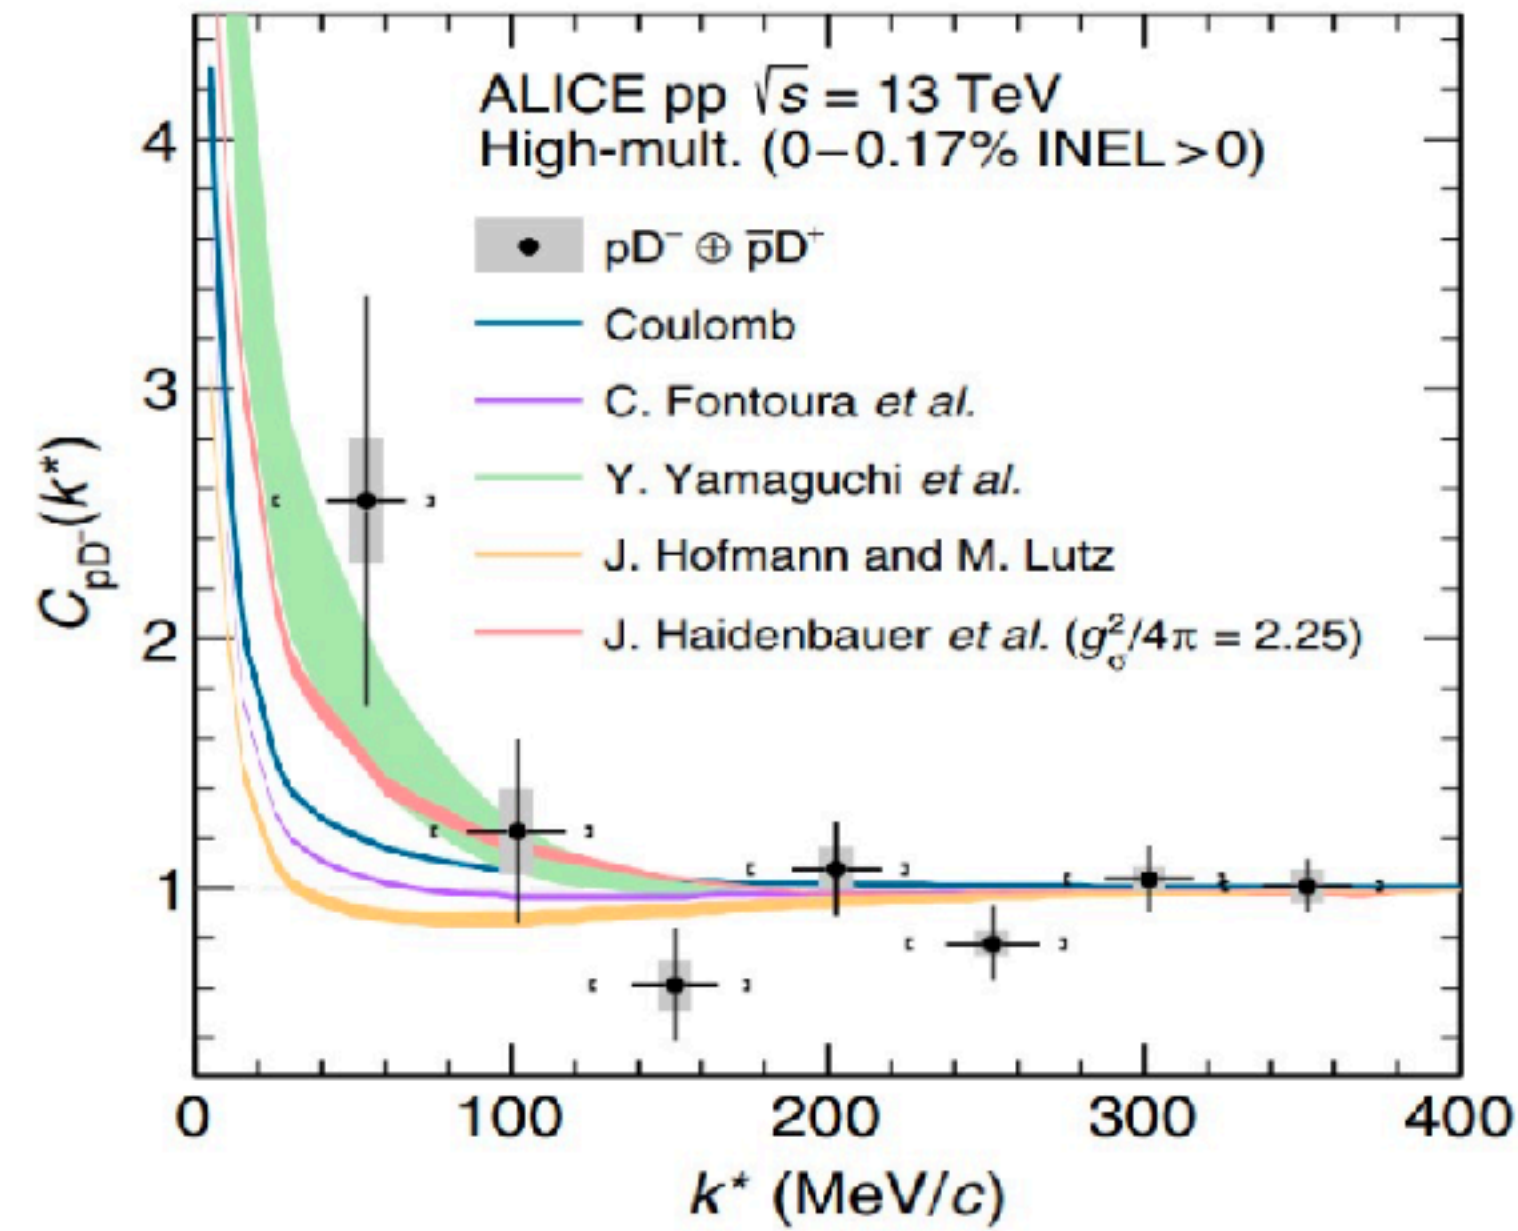 ALICE pp √s = 13 TeV
High-mult. (0−0.17% INEL > 0)
pD⁻ ⊕ p̅D⁺
Coulomb
C. Fontoura et al.
Y. Yamaguchi et al.
J. Hofmann and M. Lutz
J. Haidenbauer et al. (g²σ/4π = 2.25)
C pD⁻ (k*)
4
3
2
1
0 100 200 300 400
k* (MeV/c)